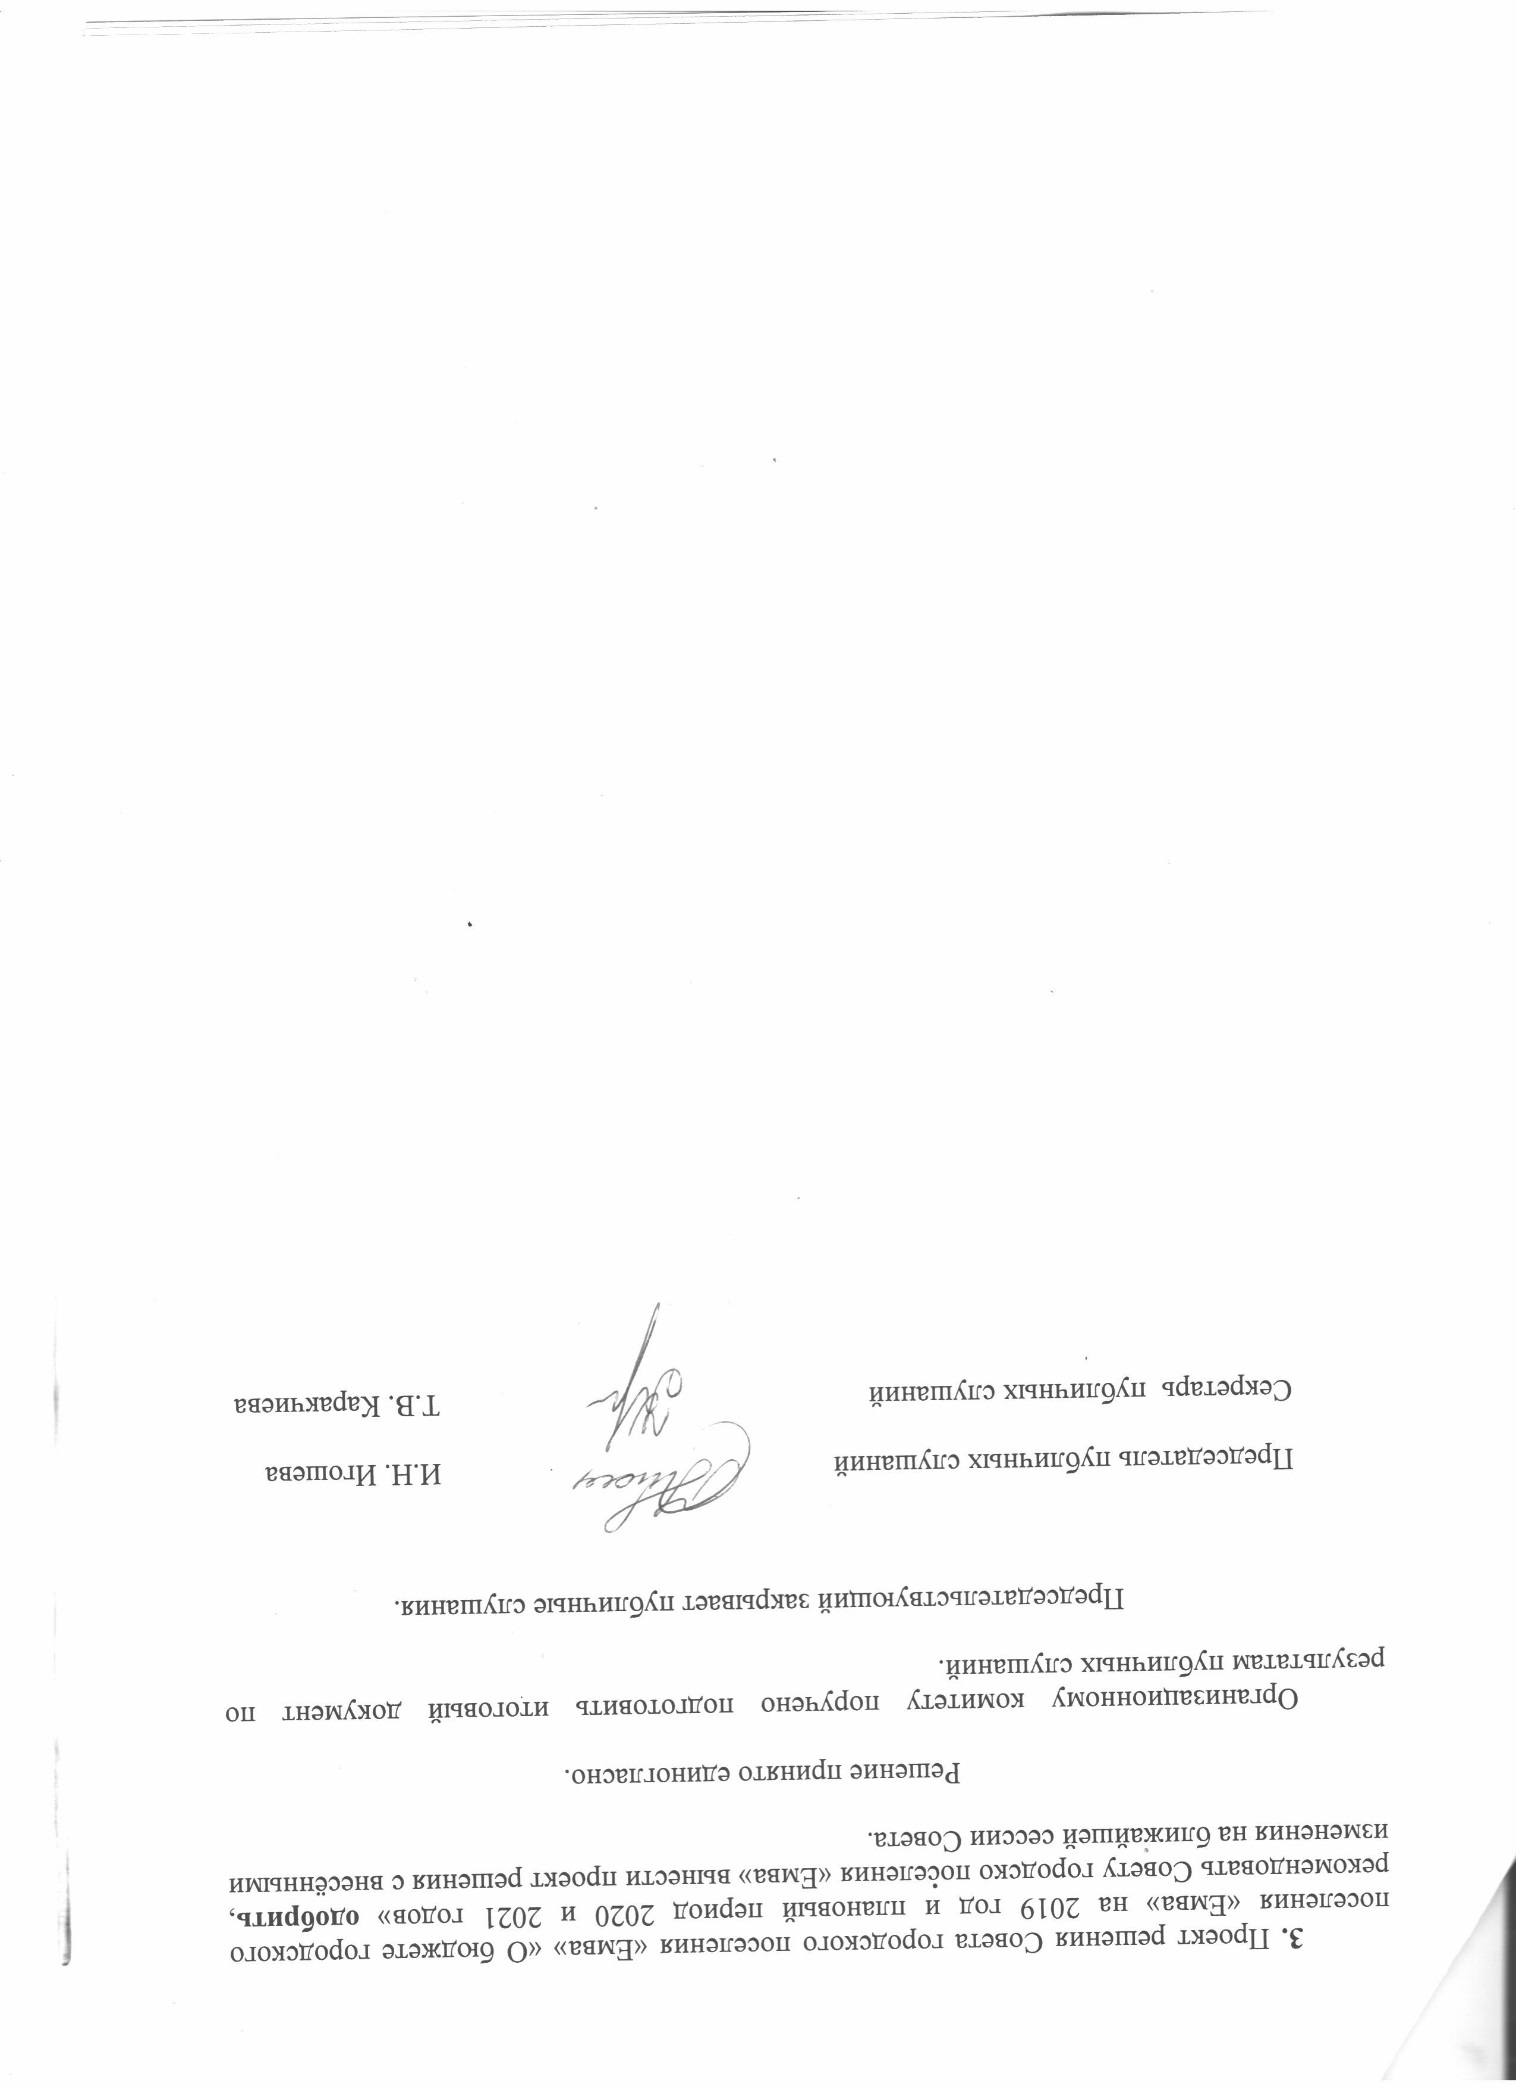 3. Проект решения Совета городского поселения «Емва» «О бюджете городского
поселения «Емва» на 2019 год и плановый период 2020 и 2021 годов» одобрить,
рекомендовать Совету городско поселения «Емва» вынести проект решения с внесёнными
изменения на ближайшей сессии Совета.
Решение принято единогласно.
Организационному комитету поручено подготовить итоговый документ по
результатам публичных слушаний.
Председательствующий закрывает публичные слушания.
Председатель публичных слушаний И.Н. Игошева
Секретарь публичных слушаний Т.В. Каракчиева